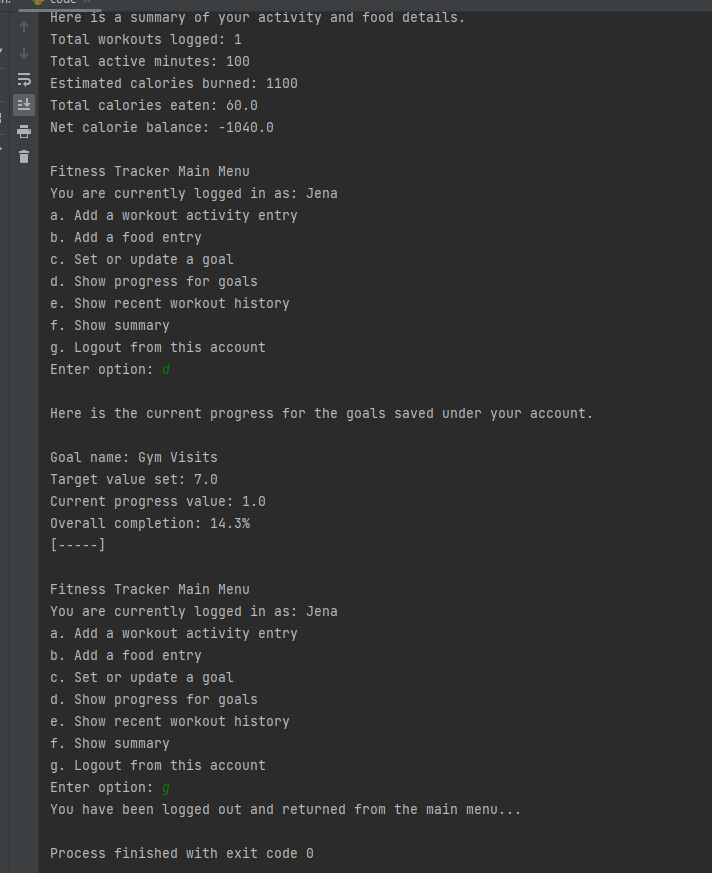 code
Here is a summary of your activity and food details.
Total workouts logged: 1
Total active minutes: 100
Estimated calories burned: 1100
Total calories eaten: 60.0
Net calorie balance: -1040.0
Fitness Tracker Main Menu
You are currently logged in as: Jena
a. Add a workout activity entry
b. Add a food entry
c. Set or update a goal
d. Show progress for goals
e. Show recent workout history
f. Show summary
g. Logout from this account
Enter option: d
Here is the current progress for the goals saved under your account.
Goal name: Gym Visits
Target value set: 7.0
Current progress value: 1.0
Overall completion: 14.3%
[-----]
Fitness Tracker Main Menu
You are currently logged in as: Jena
a. Add a workout activity entry
b. Add a food entry
c. Set or update a goal
d. Show progress for goals
e. Show recent workout history
f. Show summary
g. Logout from this account
Enter option: g
You have been logged out and returned from the main menu...
Process finished with exit code 0